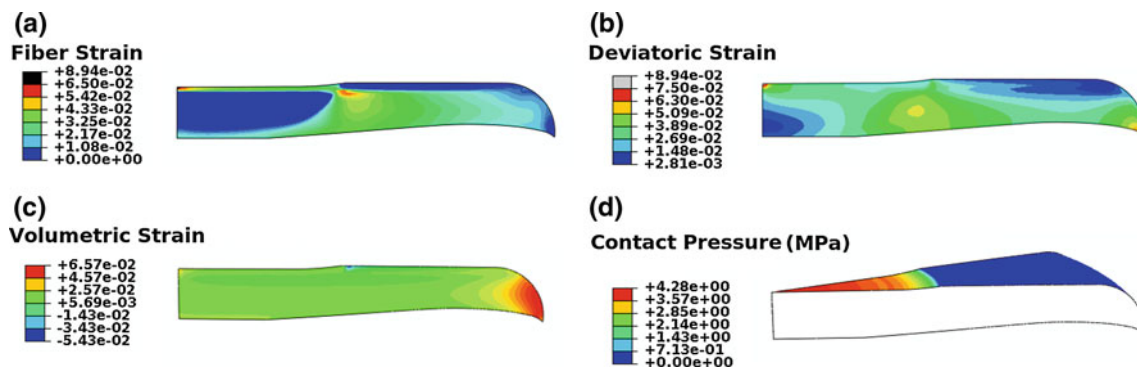 (a)
Fiber Strain
+8.94e-02
+6.50e-02
+5.42e-02
+4.33e-02
+3.25e-02
+2.17e-02
+1.08e-02
+0.00e+00
(b)
Deviatoric Strain
+8.94e-02
+7.50e-02
+6.30e-02
+5.09e-02
+3.89e-02
+2.69e-02
+1.48e-02
+2.81e-03
(c)
Volumetric Strain
+6.57e-02
+4.57e-02
+2.57e-02
+5.69e-03
-1.43e-02
-3.43e-02
-5.43e-02
(d)
Contact Pressure (MPa)
+4.28e+00
+3.57e+00
+2.85e+00
+2.14e+00
+1.43e+00
+7.13e-01
+0.00e+00